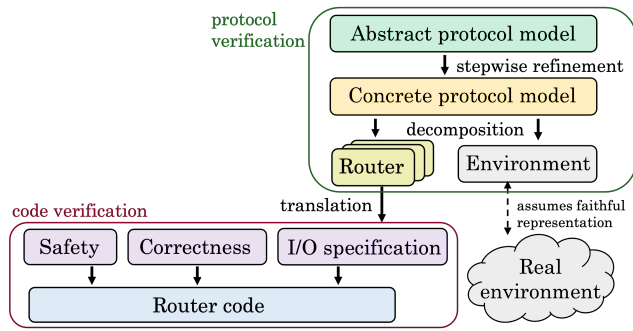 protocol
verification
Abstract protocol model
stepwise refinement
Concrete protocol model
decomposition
Router
Environment
translation
assumes faithful
representation
code verification
Safety
Correctness
I/O specification
Router code
Real
environment